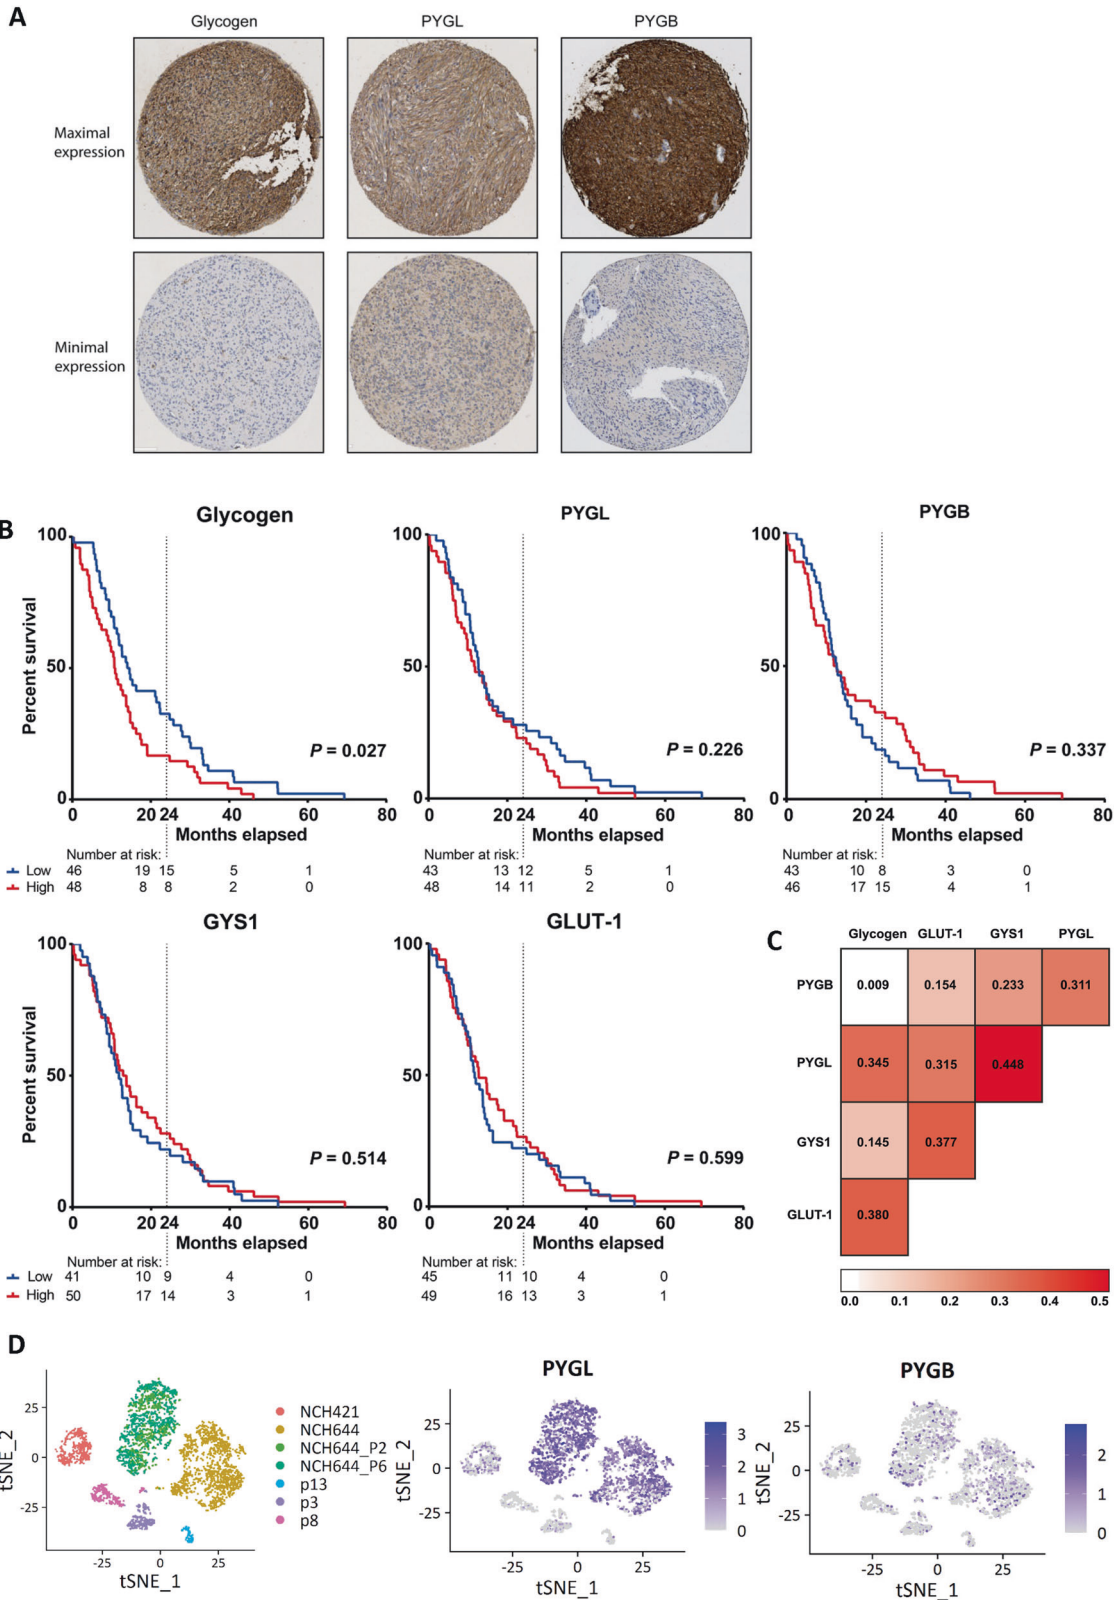 A
Glycogen PYGL PYGB
Maximal
expression
Minimal
expression
B
Glycogen PYGL PYGB
Percent survival
100 100 100
50 50 50
P = 0.027 P = 0.226 P = 0.337
0 0 0
0 20 24 40 60 80 0 20 24 40 60 80 0 20 24 40 60 80
Months elapsed Months elapsed Months elapsed
Number at risk: Number at risk: Number at risk:
Low 46 19 15 5 1 43 13 12 5 1 43 10 8 3 0
High 48 8 8 2 0 48 14 11 2 0 46 17 15 4 1
GYS1 GLUT-1
Percent survival
100 100
50 50
P = 0.514 P = 0.599
0 0
0 20 24 40 60 80 0 20 24 40 60 80
Months elapsed Months elapsed
Number at risk: Number at risk:
Low 41 10 9 4 0 45 11 10 4 0
High 50 17 14 3 1 49 16 13 3 1
C
Glycogen GLUT-1 GYS1 PYGL
PYGB 0.009 0.154 0.233 0.311
PYGL 0.345 0.315 0.448
GYS1 0.145 0.377
GLUT-1 0.380
0.0 0.1 0.2 0.3 0.4 0.5
D
tSNE_2
25
0
-25
-25 0 25
tSNE_1
NCH421
NCH644
NCH644_P2
NCH644_P6
p13
p3
p8
PYGL
tSNE_2
25
0
-25
-25 0 25
tSNE_1
3
2
1
0
PYGB
tSNE_2
25
0
-25
-25 0 25
tSNE_1
2
1
0